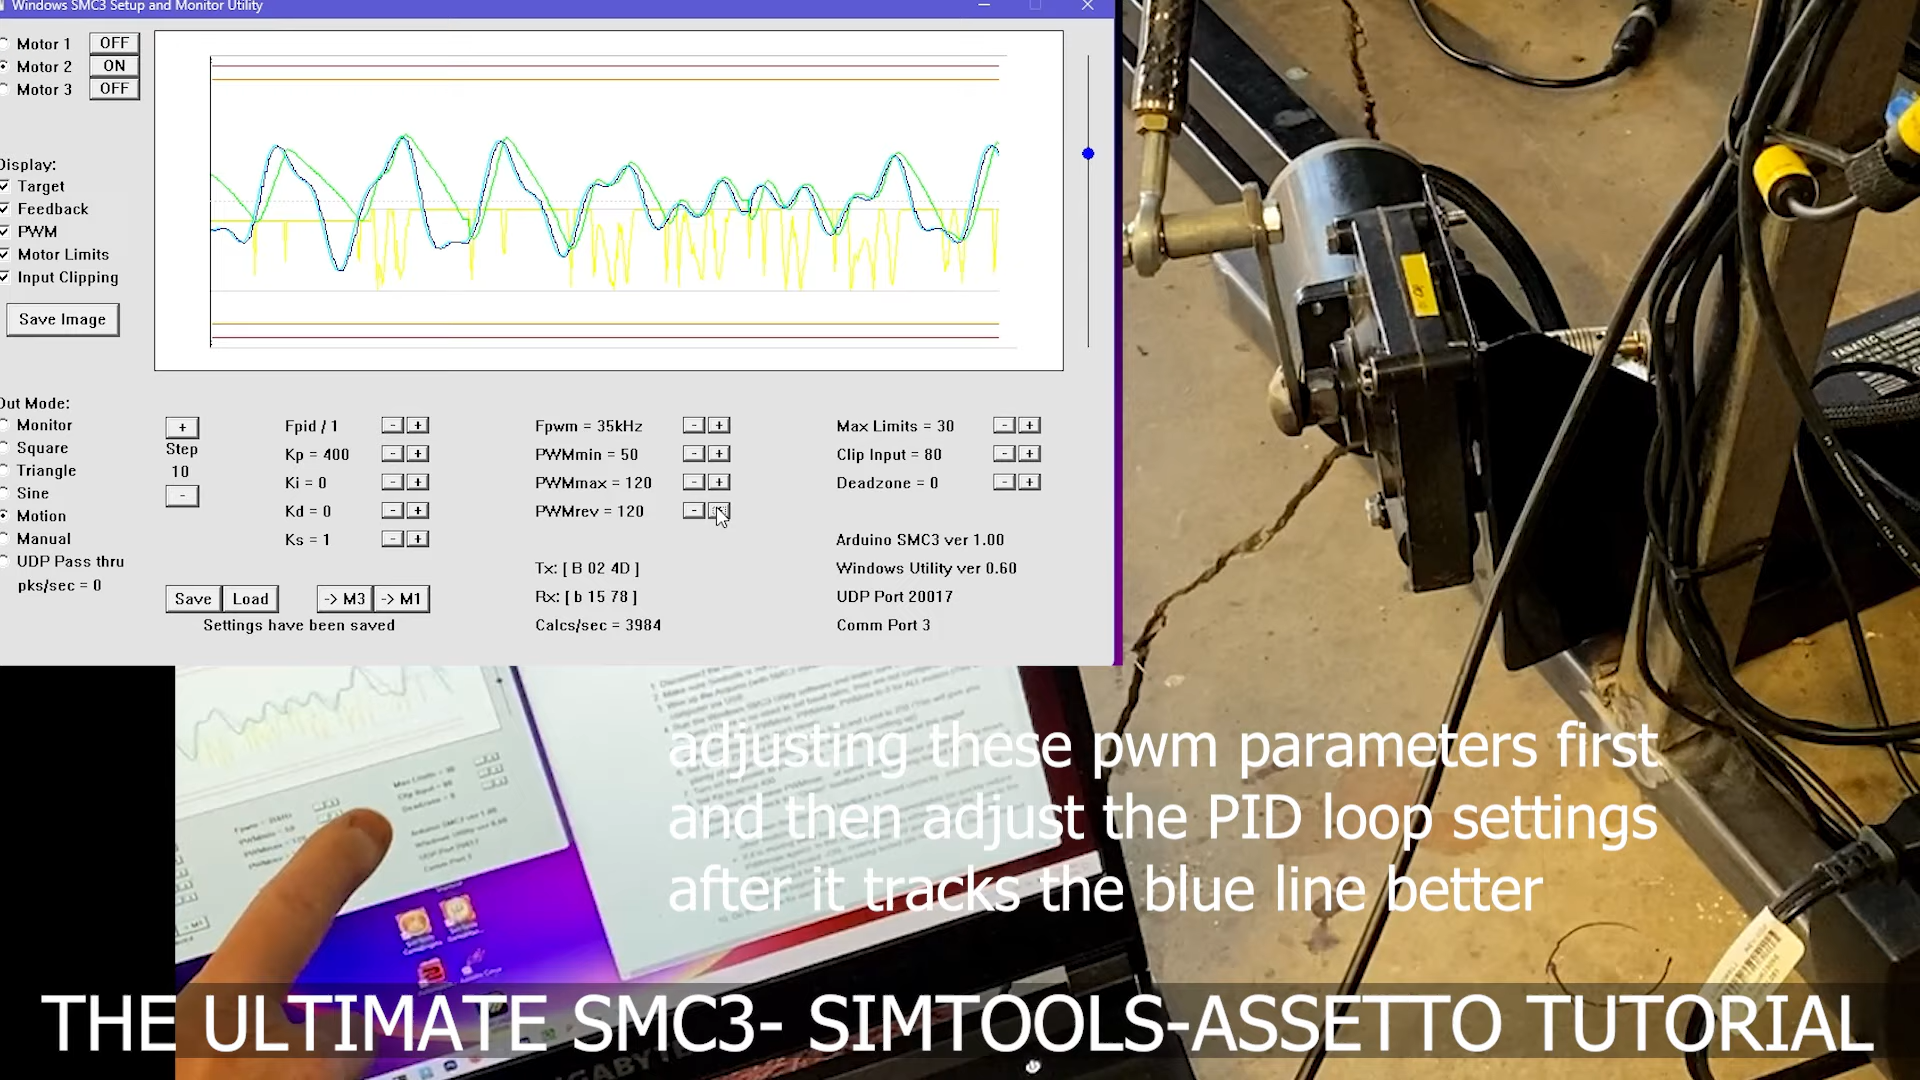 Windows SMC3 Setup and Monitor Utility
Motor 1 OFF
Motor 2 ON
Motor 3 OFF
Display:
Target
Feedback
PWM
Motor Limits
Input Clipping
Save Image
Out Mode:
Monitor
Square
Triangle
Sine
Motion
Manual
UDP Pass thru
pks/sec = 0
+
Step
10
-
Fpid / 1 - +
Kp = 400 - +
Ki = 0 - +
Kd = 0 - +
Ks = 1 - +
Save Load -> M3 -> M1
Settings have been saved
Fpwm = 35kHz - +
PWMmin = 50 - +
PWMmax = 120 - +
PWMrev = 120 -
Tx: [ B 02 4D ]
Rx: [ b 15 78 ]
Calcs/sec = 3984
Max Limits = 30 - +
Clip Input = 80 - +
Deadzone = 0 - +
Arduino SMC3 ver 1.00
Windows Utility ver 0.60
UDP Port 20017
Comm Port 3
FANATEC
adjusting these pwm parameters first
and then adjust the PID loop settings
after it tracks the blue line better
THE ULTIMATE SMC3- SIMTOOLS-ASSETTO TUTORIAL